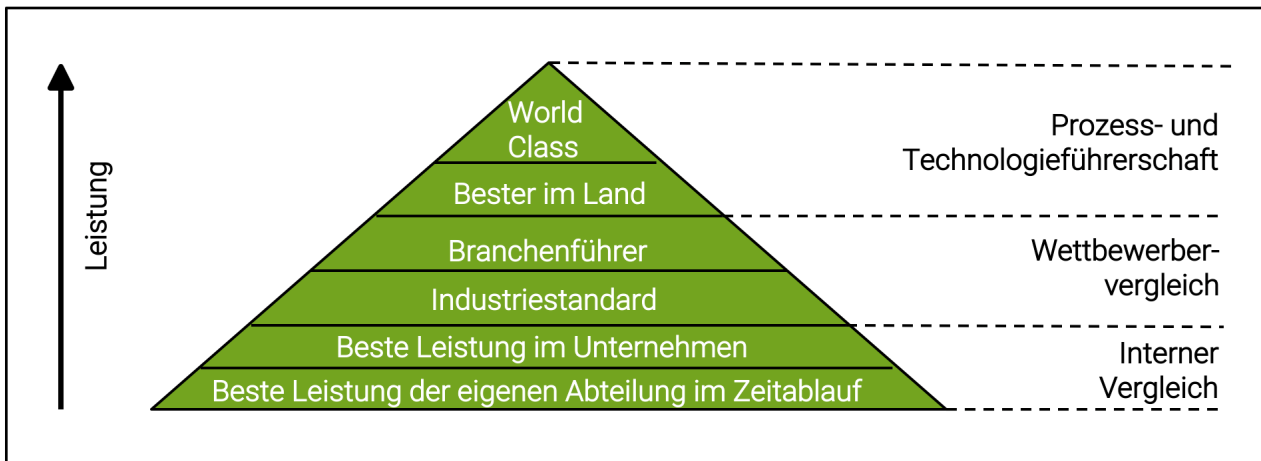 Leistung
World
Class
Bester im Land
Branchenführer
Industriestandard
Beste Leistung im Unternehmen
Beste Leistung der eigenen Abteilung im Zeitablauf
Prozess- und
Technologieführerschaft
Wettbewerber-
vergleich
Interner
Vergleich